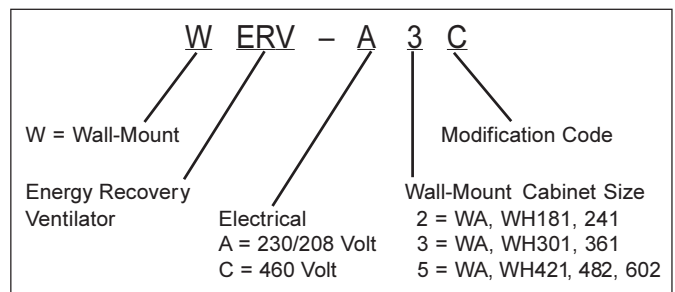 W ERV – A 3 C
W = Wall-Mount
Modification Code
Energy Recovery
Ventilator
Electrical
A = 230/208 Volt
C = 460 Volt
Wall-Mount Cabinet Size
2 = WA, WH181, 241
3 = WA, WH301, 361
5 = WA, WH421, 482, 602